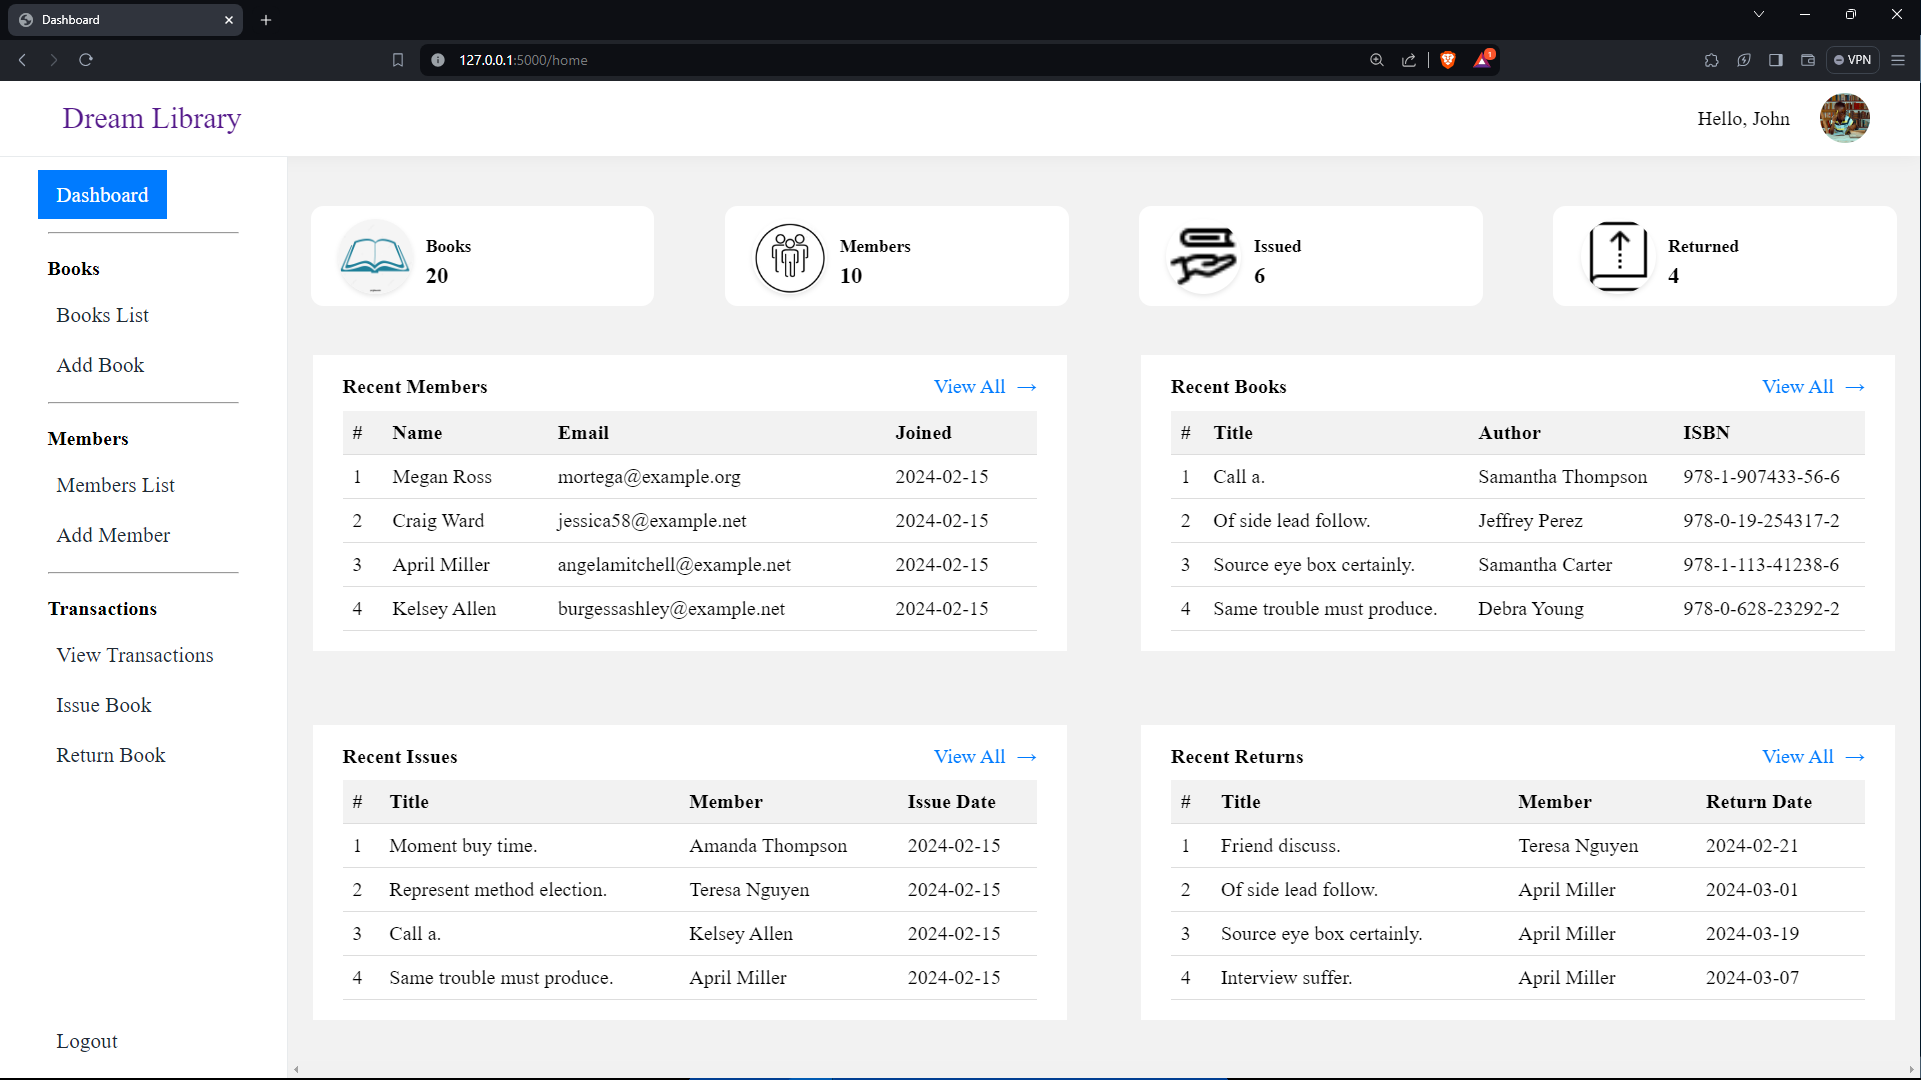 Dashboard
127.0.0.1:5000/home
1
VPN
Dream Library
Hello, John
Dashboard
Books
Books List
Add Book
Members
Members List
Add Member
Transactions
View Transactions
Issue Book
Return Book
Logout
Books
20
Members
10
Issued
6
Returned
4
Recent Members View All →
# Name Email Joined
1 Megan Ross mortega@example.org 2024-02-15
2 Craig Ward jessica58@example.net 2024-02-15
3 April Miller angelamitchell@example.net 2024-02-15
4 Kelsey Allen burgessashley@example.net 2024-02-15
Recent Books View All →
# Title Author ISBN
1 Call a. Samantha Thompson 978-1-907433-56-6
2 Of side lead follow. Jeffrey Perez 978-0-19-254317-2
3 Source eye box certainly. Samantha Carter 978-1-113-41238-6
4 Same trouble must produce. Debra Young 978-0-628-23292-2
Recent Issues View All →
# Title Member Issue Date
1 Moment buy time. Amanda Thompson 2024-02-15
2 Represent method election. Teresa Nguyen 2024-02-15
3 Call a. Kelsey Allen 2024-02-15
4 Same trouble must produce. April Miller 2024-02-15
Recent Returns View All →
# Title Member Return Date
1 Friend discuss. Teresa Nguyen 2024-02-21
2 Of side lead follow. April Miller 2024-03-01
3 Source eye box certainly. April Miller 2024-03-19
4 Interview suffer. April Miller 2024-03-07